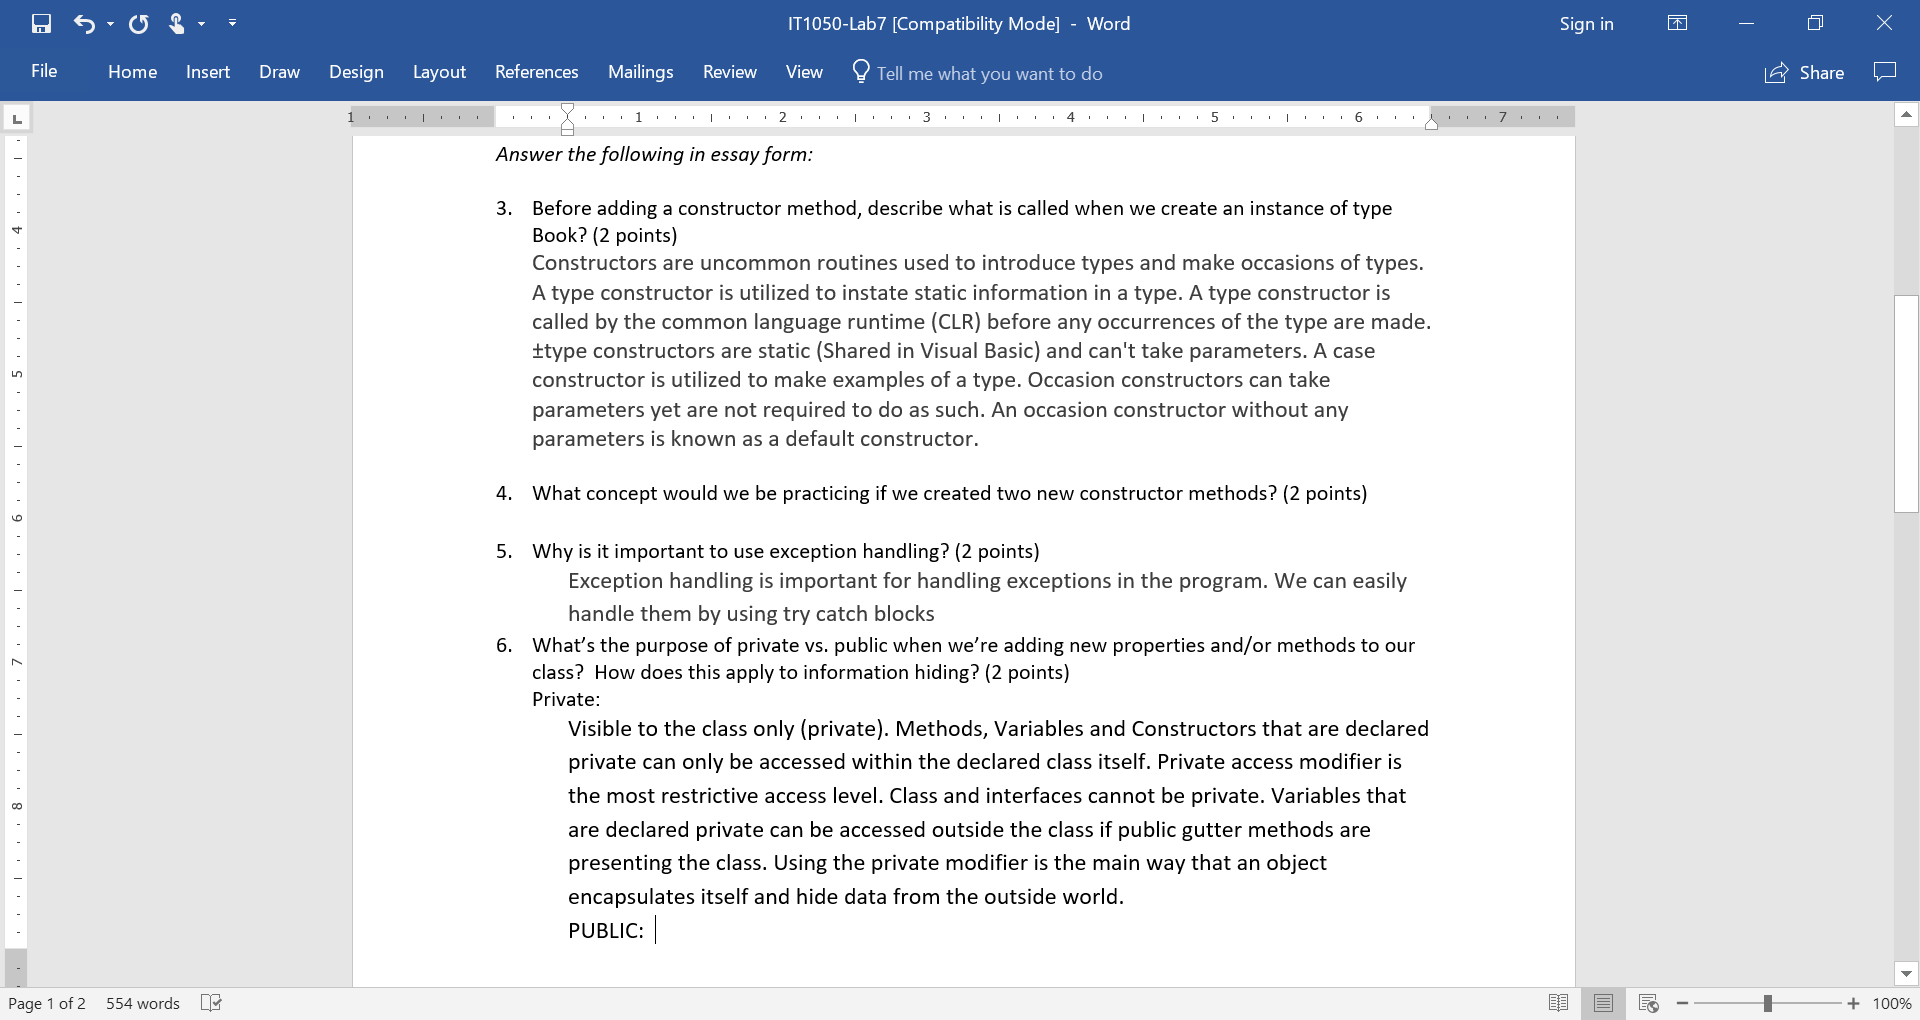 IT1050-Lab7 [Compatibility Mode] - Word
Sign in
File Home Insert Draw Design Layout References Mailings Review View Tell me what you want to do Share
L 1 1 2 3 4 5 6 7
Answer the following in essay form:
3. Before adding a constructor method, describe what is called when we create an instance of type
Book? (2 points)
Constructors are uncommon routines used to introduce types and make occasions of types.
A type constructor is utilized to instate static information in a type. A type constructor is
called by the common language runtime (CLR) before any occurrences of the type are made.
±type constructors are static (Shared in Visual Basic) and can't take parameters. A case
constructor is utilized to make examples of a type. Occasion constructors can take
parameters yet are not required to do as such. An occasion constructor without any
parameters is known as a default constructor.
4. What concept would we be practicing if we created two new constructor methods? (2 points)
5. Why is it important to use exception handling? (2 points)
Exception handling is important for handling exceptions in the program. We can easily
handle them by using try catch blocks
6. What’s the purpose of private vs. public when we’re adding new properties and/or methods to our
class?  How does this apply to information hiding? (2 points)
Private:
Visible to the class only (private). Methods, Variables and Constructors that are declared
private can only be accessed within the declared class itself. Private access modifier is
the most restrictive access level. Class and interfaces cannot be private. Variables that
are declared private can be accessed outside the class if public gutter methods are
presenting the class. Using the private modifier is the main way that an object
encapsulates itself and hide data from the outside world.
PUBLIC:
4
5
6
7
8
Page 1 of 2 554 words 100%